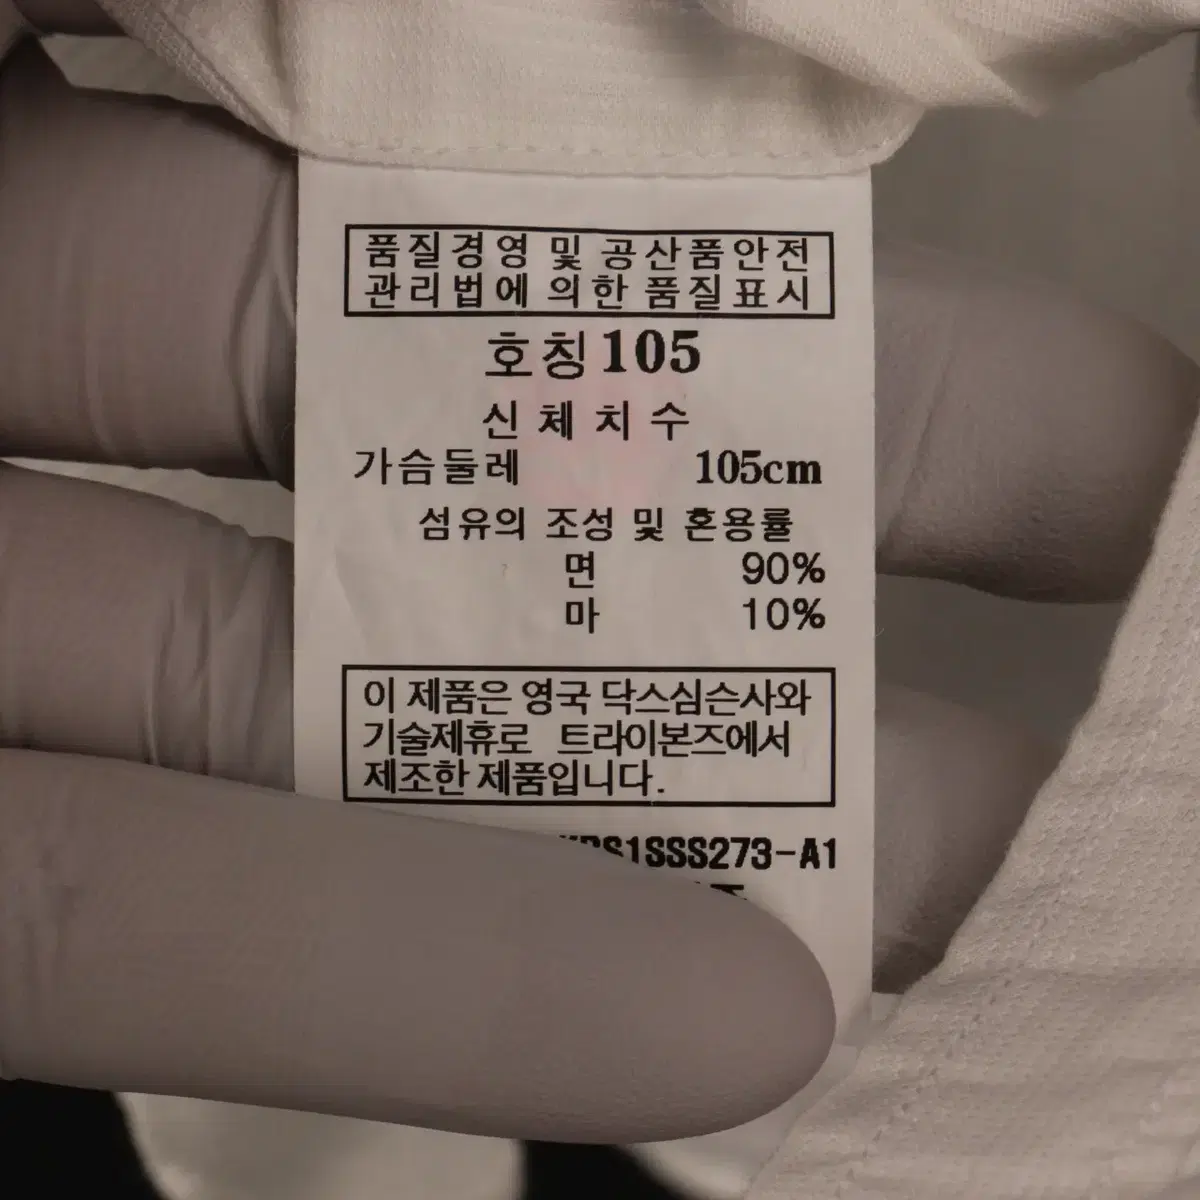 품질경영 및 공산품안전
관리법에 의한 품질표시
호칭 105
신체치수
가슴둘레 105cm
섬유의 조성 및 혼용률
면 90%
마 10%
이 제품은 영국 닥스심슨사와
기술제휴로 트라이본즈에서
제조한 제품입니다.